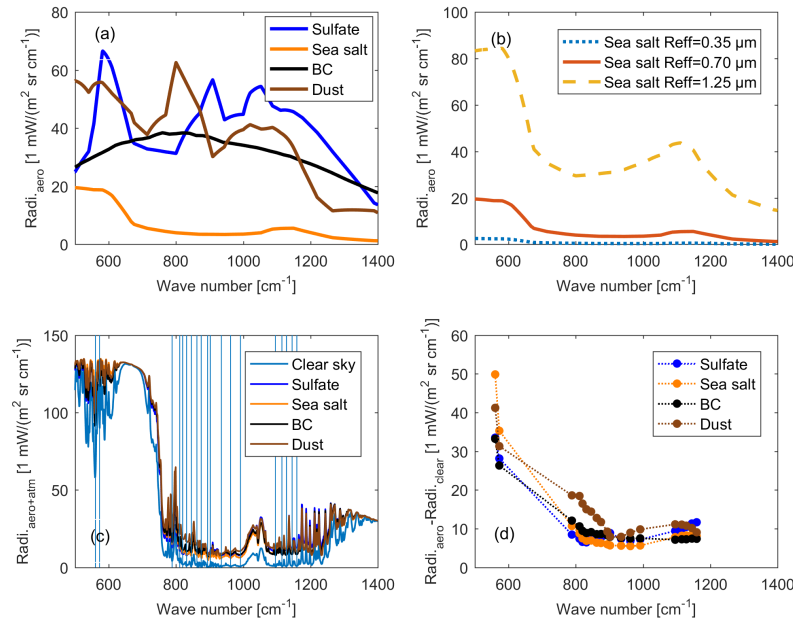 (a)
Sulfate
Sea salt
BC
Dust
80
60
40
20
0
600 800 1000 1200 1400
Wave number [cm-1]
Radi.aero [1 mW/(m2 sr cm-1)]
(b)
Sea salt Reff=0.35 µm
Sea salt Reff=0.70 µm
Sea salt Reff=1.25 µm
100
80
60
40
20
0
600 800 1000 1200 1400
Wave number [cm-1]
Radi.aero [1 mW/(m2 sr cm-1)]
(c)
Clear sky
Sulfate
Sea salt
BC
Dust
150
100
50
0
600 800 1000 1200 1400
Wave number [cm-1]
Radi.aero+atm [1 mW/(m2 sr cm-1)]
(d)
Sulfate
Sea salt
BC
Dust
60
50
40
30
20
10
0
600 800 1000 1200 1400
Wave number [cm-1]
Radi.aero-Radi.clear [1 mW/(m2 sr cm-1)]